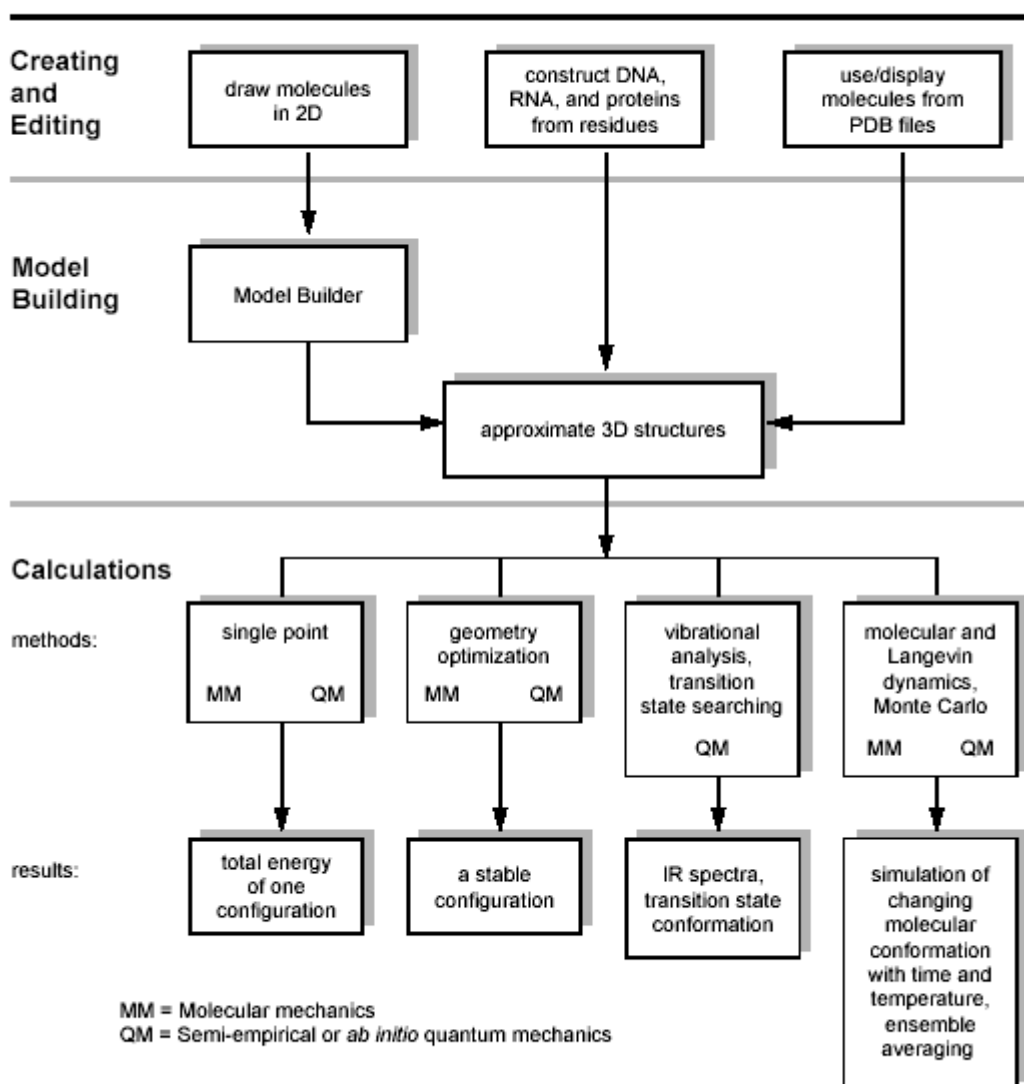 Creating
and
Editing
draw molecules
in 2D
construct DNA,
RNA, and proteins
from residues
use/display
molecules from
PDB files
Model
Building
Model Builder
approximate 3D structures
Calculations
methods:
single point
MM QM
geometry
optimization
MM QM
vibrational
analysis,
transition
state searching
QM
molecular and
Langevin
dynamics,
Monte Carlo
MM QM
results:
total energy
of one
configuration
a stable
configuration
IR spectra,
transition state
conformation
simulation of
changing
molecular
conformation
with time and
temperature,
ensemble
averaging
MM = Molecular mechanics
QM = Semi-empirical or ab initio quantum mechanics